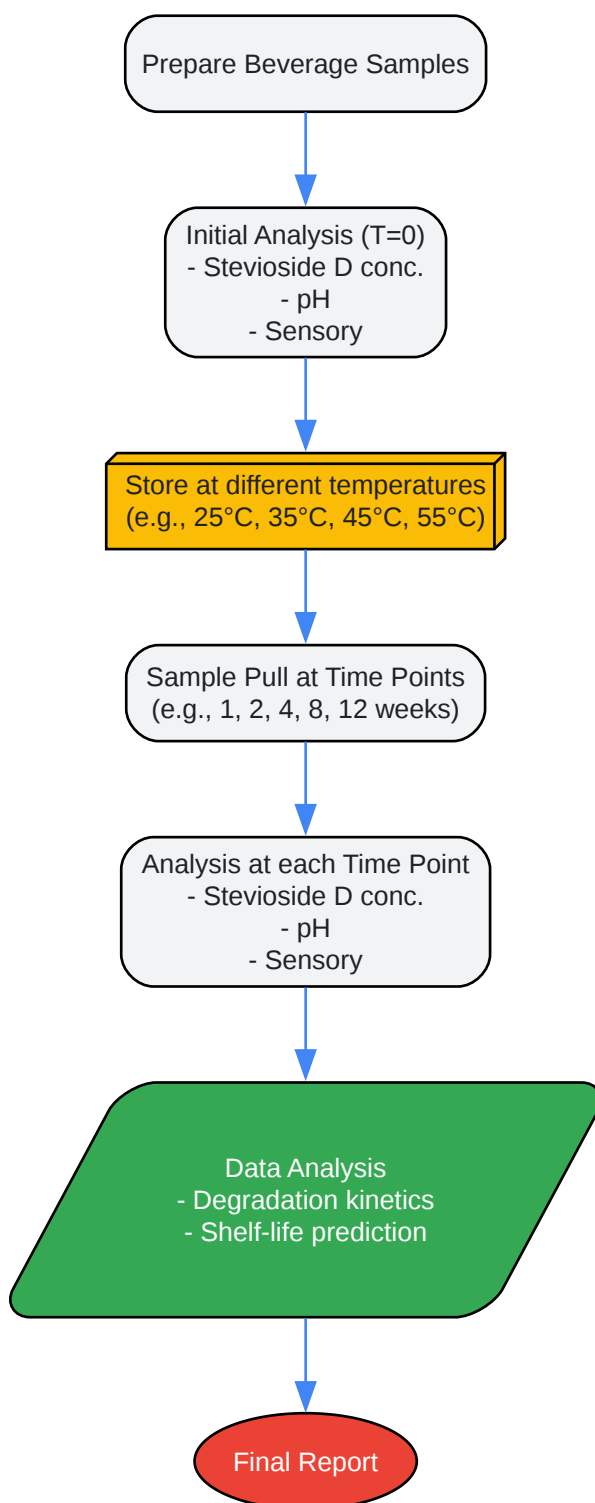 Prepare Beverage Samples
Initial Analysis (T=0)
- Stevioside D conc.
- pH
- Sensory
Store at different temperatures
(e.g., 25°C, 35°C, 45°C, 55°C)
Sample Pull at Time Points
(e.g., 1, 2, 4, 8, 12 weeks)
Analysis at each Time Point
- Stevioside D conc.
- pH
- Sensory
Data Analysis
- Degradation kinetics
- Shelf-life prediction
Final Report